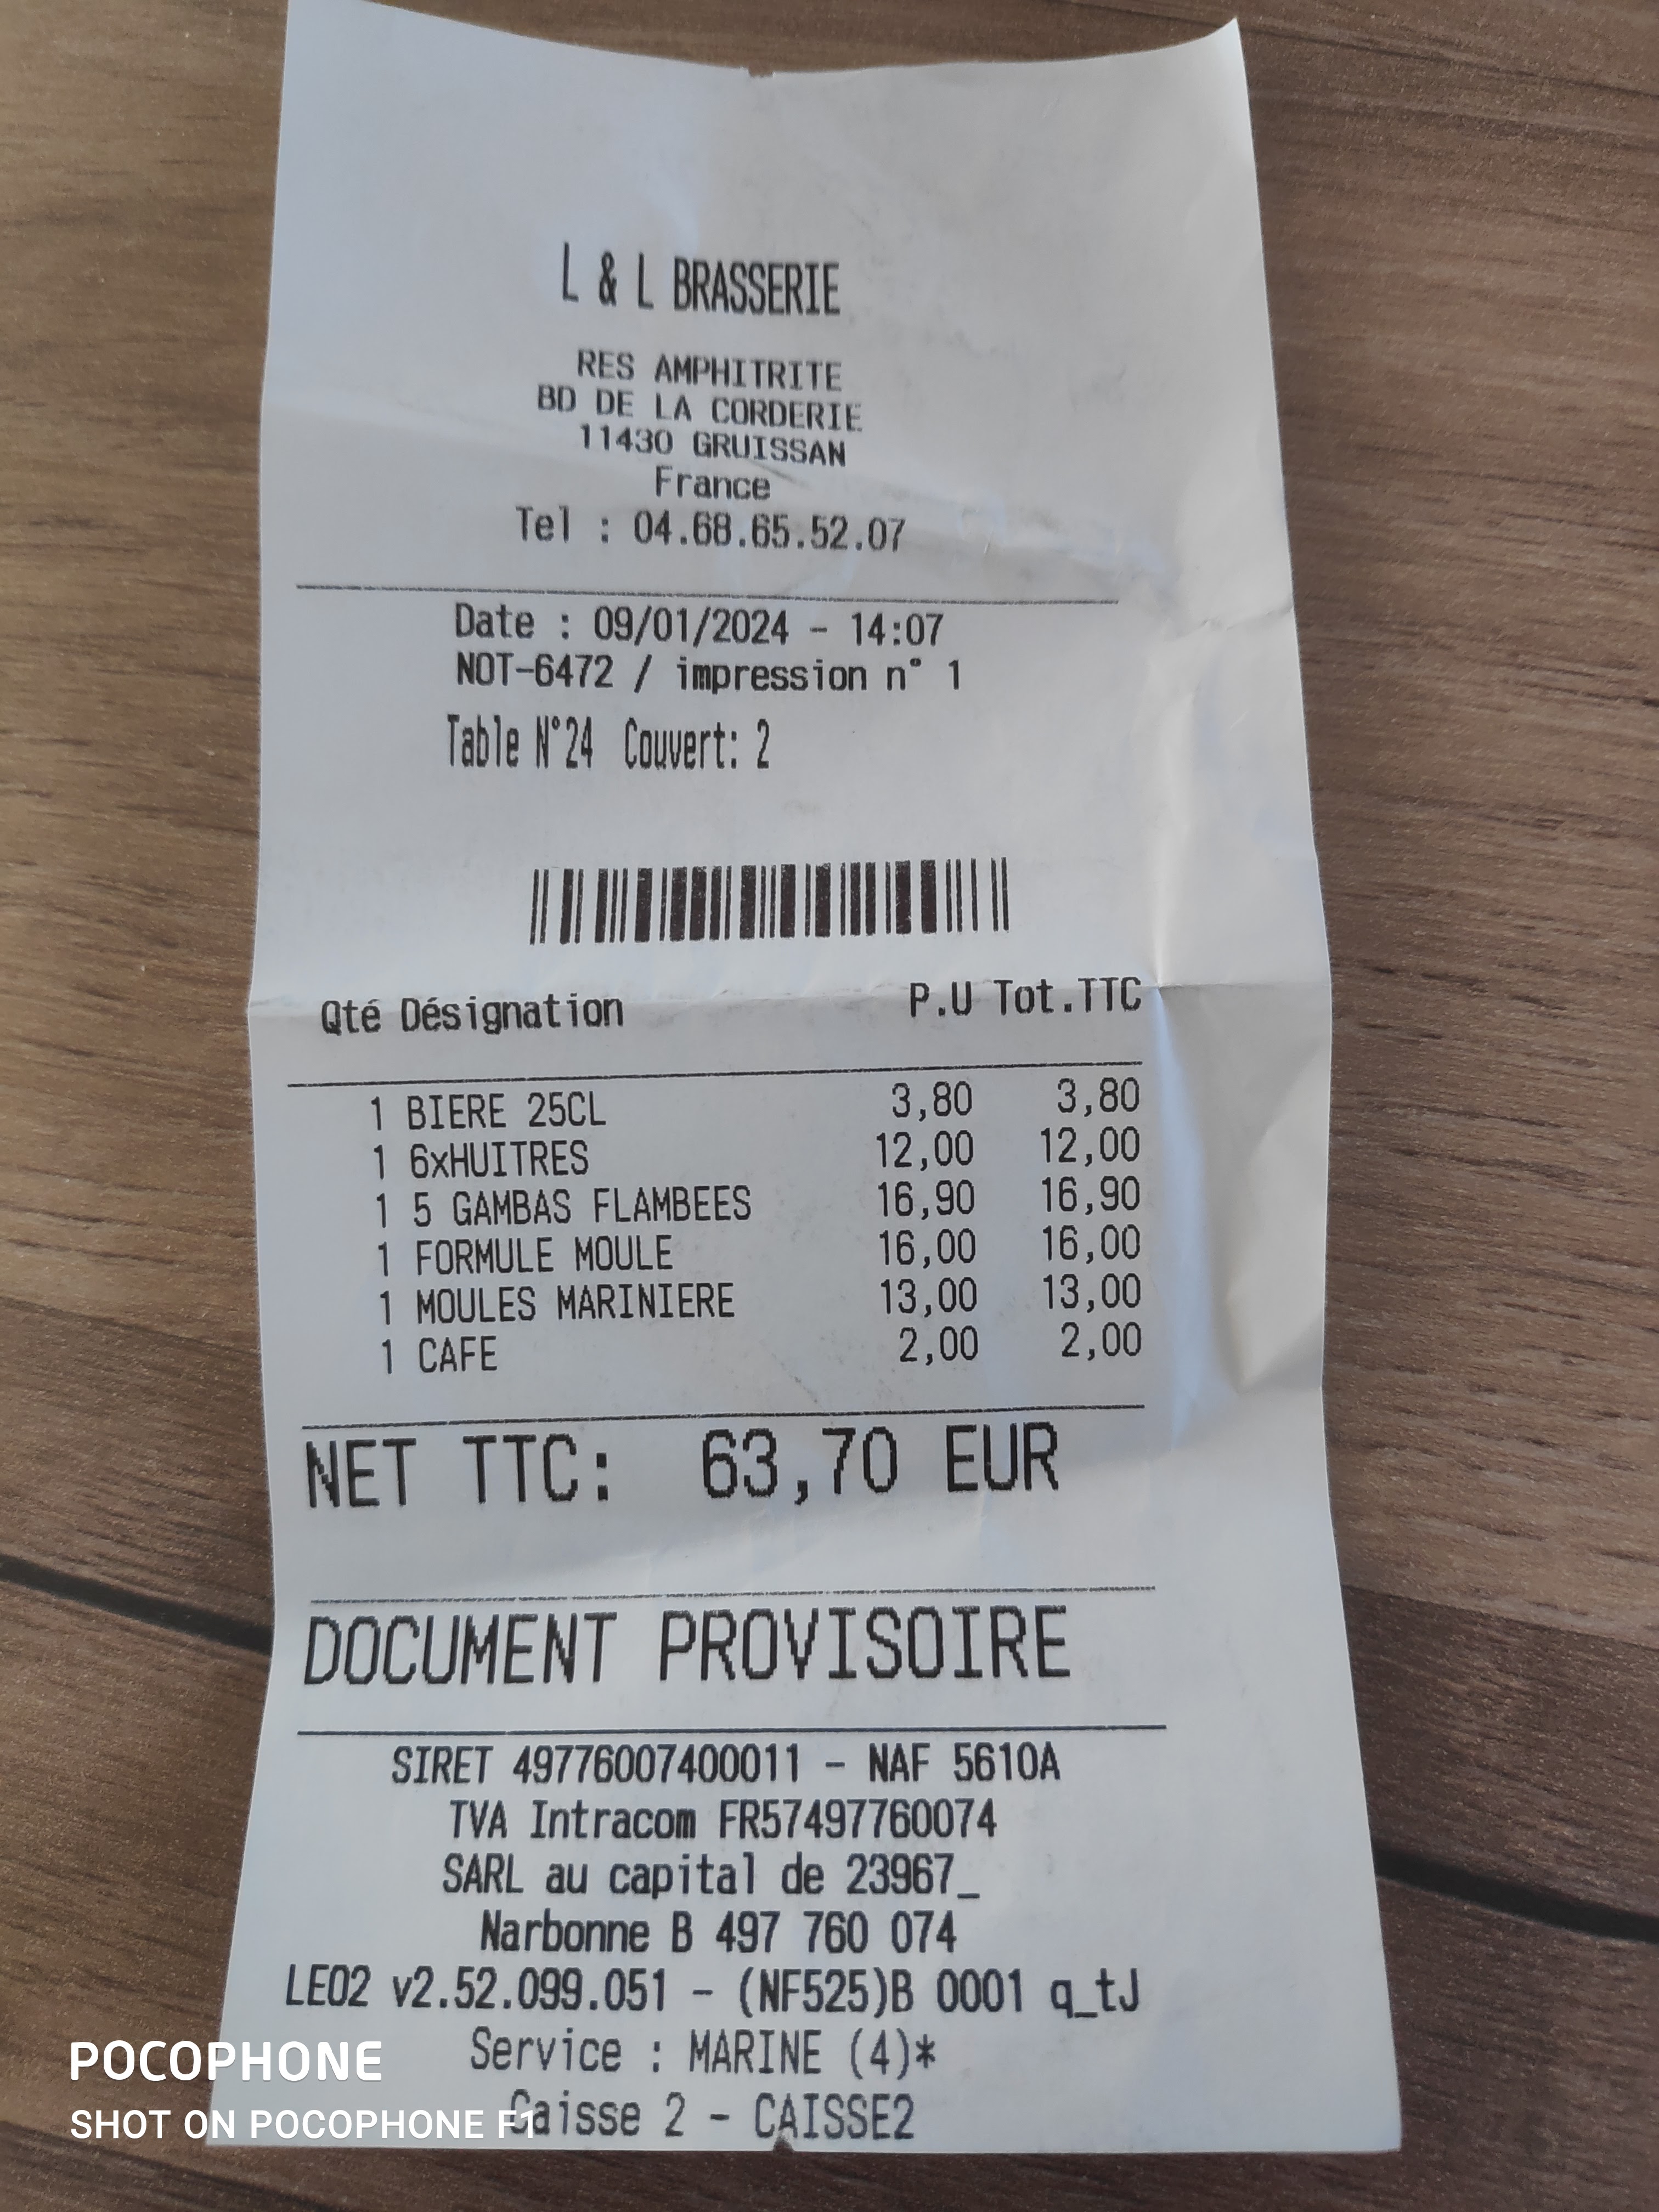 L & L BRASSERIE
RES AMPHITRITE
BD DE LA CORDERIE
11430 GRUISSAN
France
Tel : 04.68.65.52.07
Date : 09/01/2024 - 14:07
NOT-6472 / impression n° 1
Table N°24 Couvert: 2
Qté Désignation P.U Tot.TTC
1 BIERE 25CL 3,80 3,80
1 6xHUITRES 12,00 12,00
1 5 GAMBAS FLAMBEES 16,90 16,90
1 FORMULE MOULE 16,00 16,00
1 MOULES MARINIERE 13,00 13,00
1 CAFE 2,00 2,00
NET TTC: 63,70 EUR
DOCUMENT PROVISOIRE
SIRET 49776007400011 - NAF 5610A
TVA Intracom FR57497760074
SARL au capital de 23967_
Narbonne B 497 760 074
LEO2 v2.52.099.051 - (NF525)B 0001 q_tJ
Service : MARINE (4)*
Caisse 2 - CAISSE2
POCOPHONE
SHOT ON POCOPHONE F1